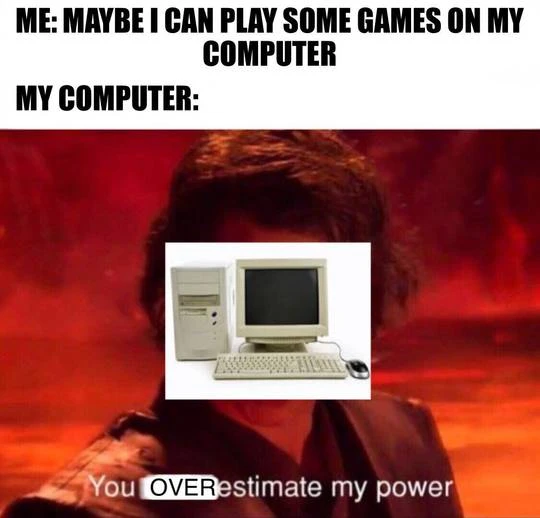 ME: MAYBE I CAN PLAY SOME GAMES ON MY
COMPUTER
MY COMPUTER:
You OVERestimate my power